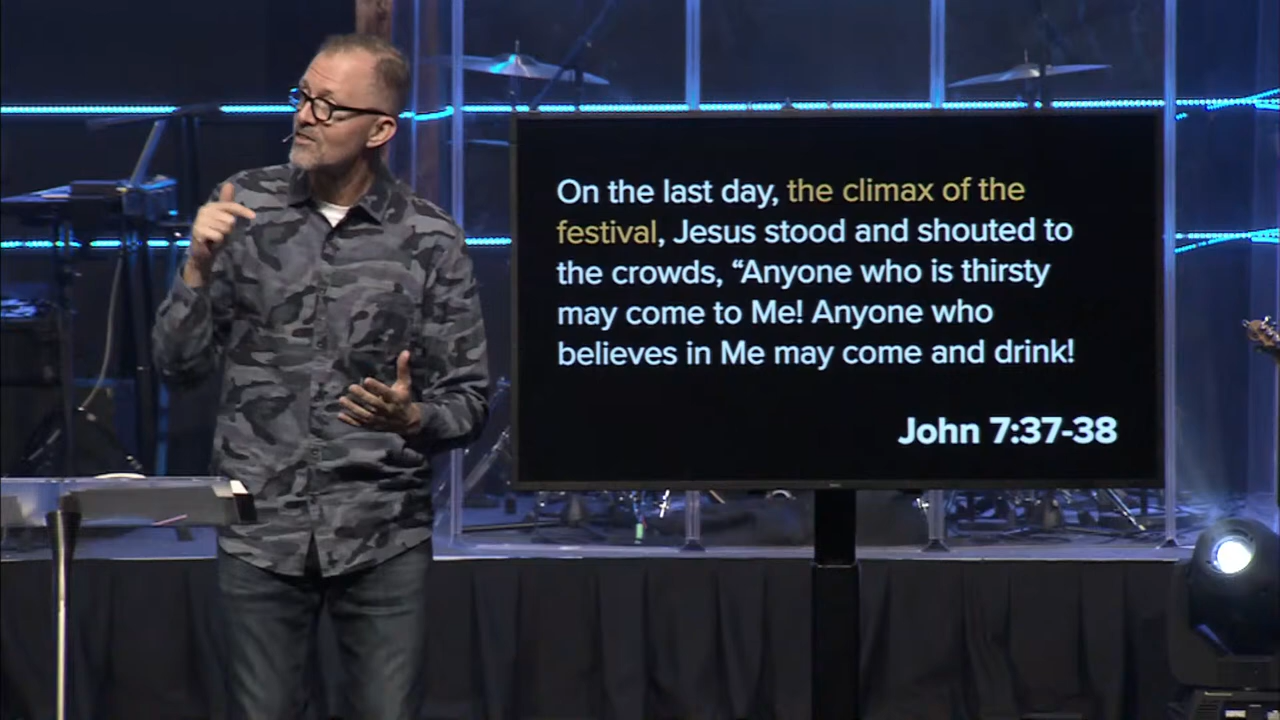 On the last day, the climax of the
festival, Jesus stood and shouted to
the crowds, “Anyone who is thirsty
may come to Me! Anyone who
believes in Me may come and drink!
John 7:37-38